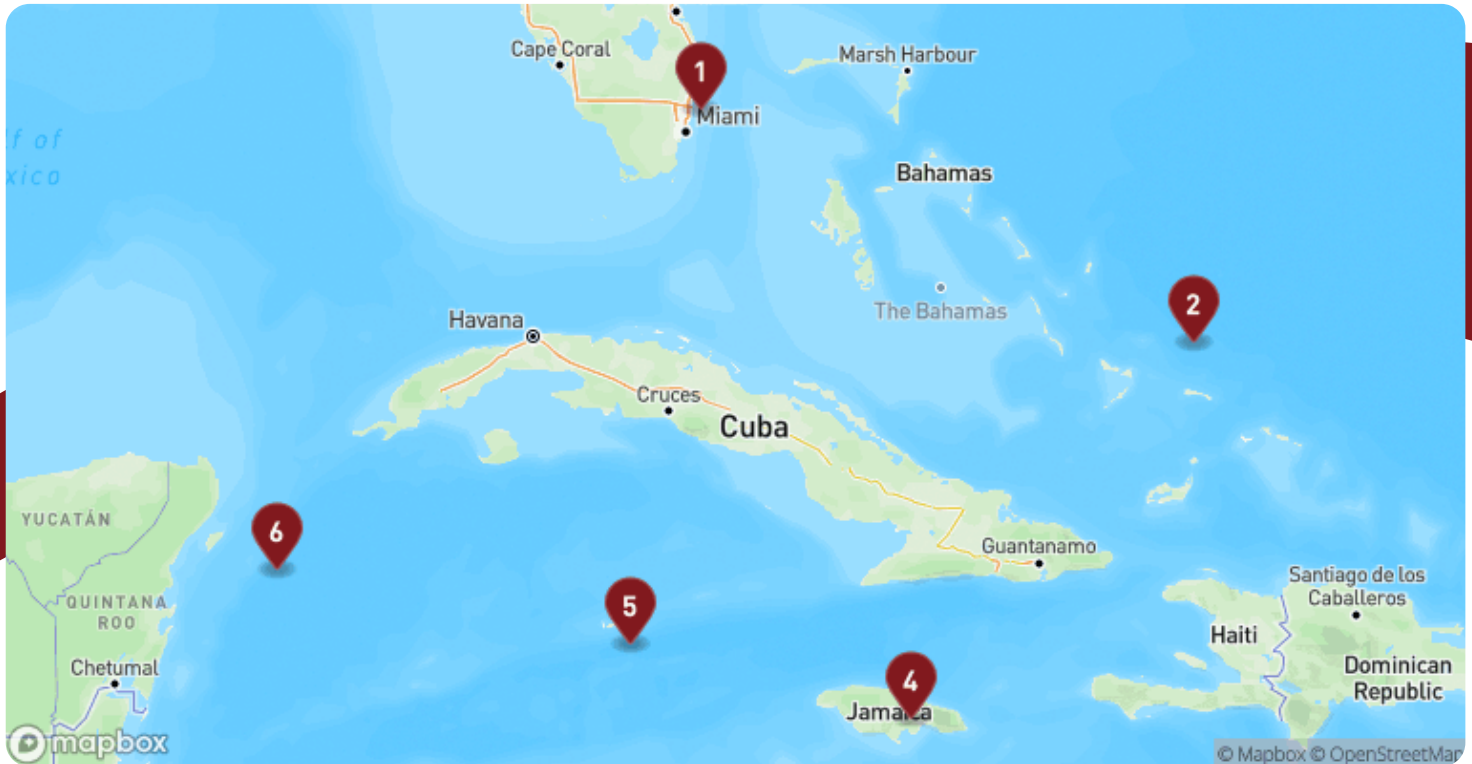 Cape Coral
Marsh Harbour
1
Miami
lf of
xico
Bahamas
The Bahamas
2
Havana
Cruces
Cuba
YUCATÁN
6
Guantanamo
QUINTANA
ROO
5
Santiago de los
Caballeros
Haiti
Chetumal
4
Jamaica
Dominican
Republic
mapbox
© Mapbox © OpenStreetMap